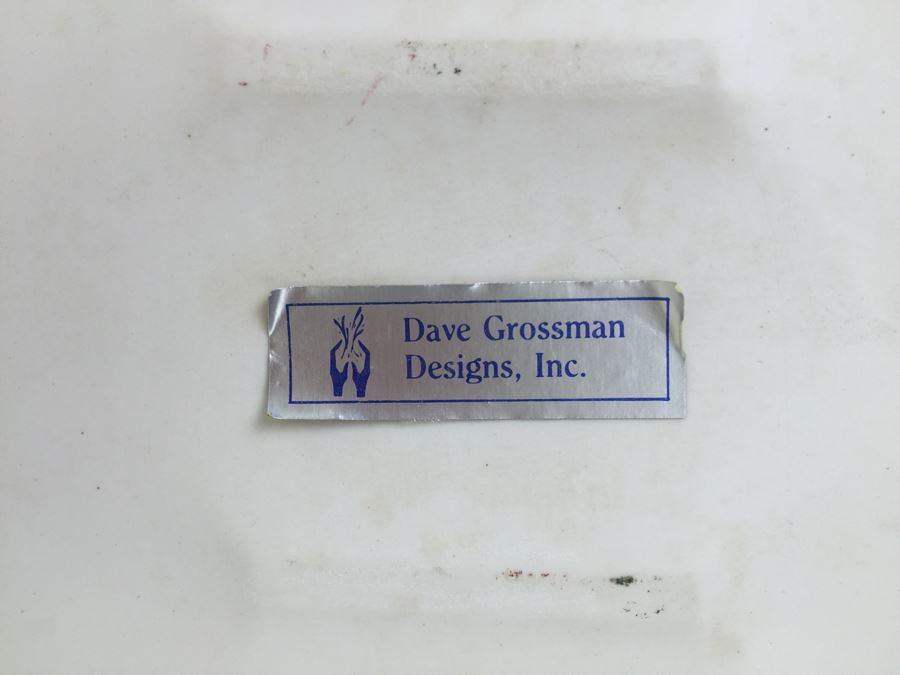 Dave Grossman
Designs, Inc.